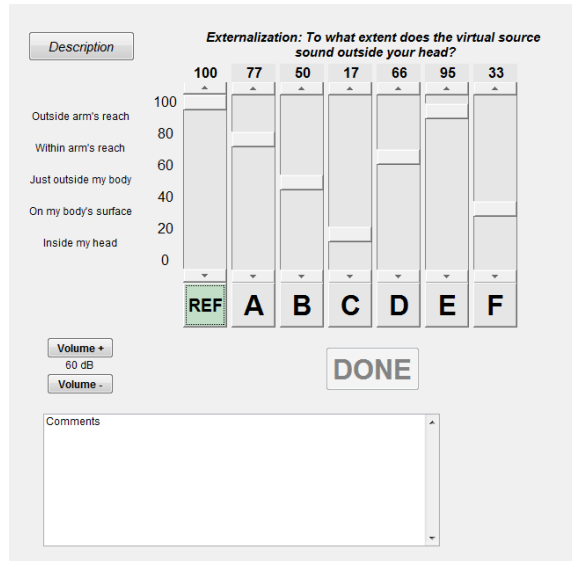 Description
Externalization: To what extent does the virtual source
sound outside your head?
100 77 50 17 66 95 33
100
Outside arm's reach
80
Within arm's reach
60
Just outside my body
40
On my body's surface
20
Inside my head
0
REF A B C D E F
Volume +
60 dB
Volume -
DONE
Comments